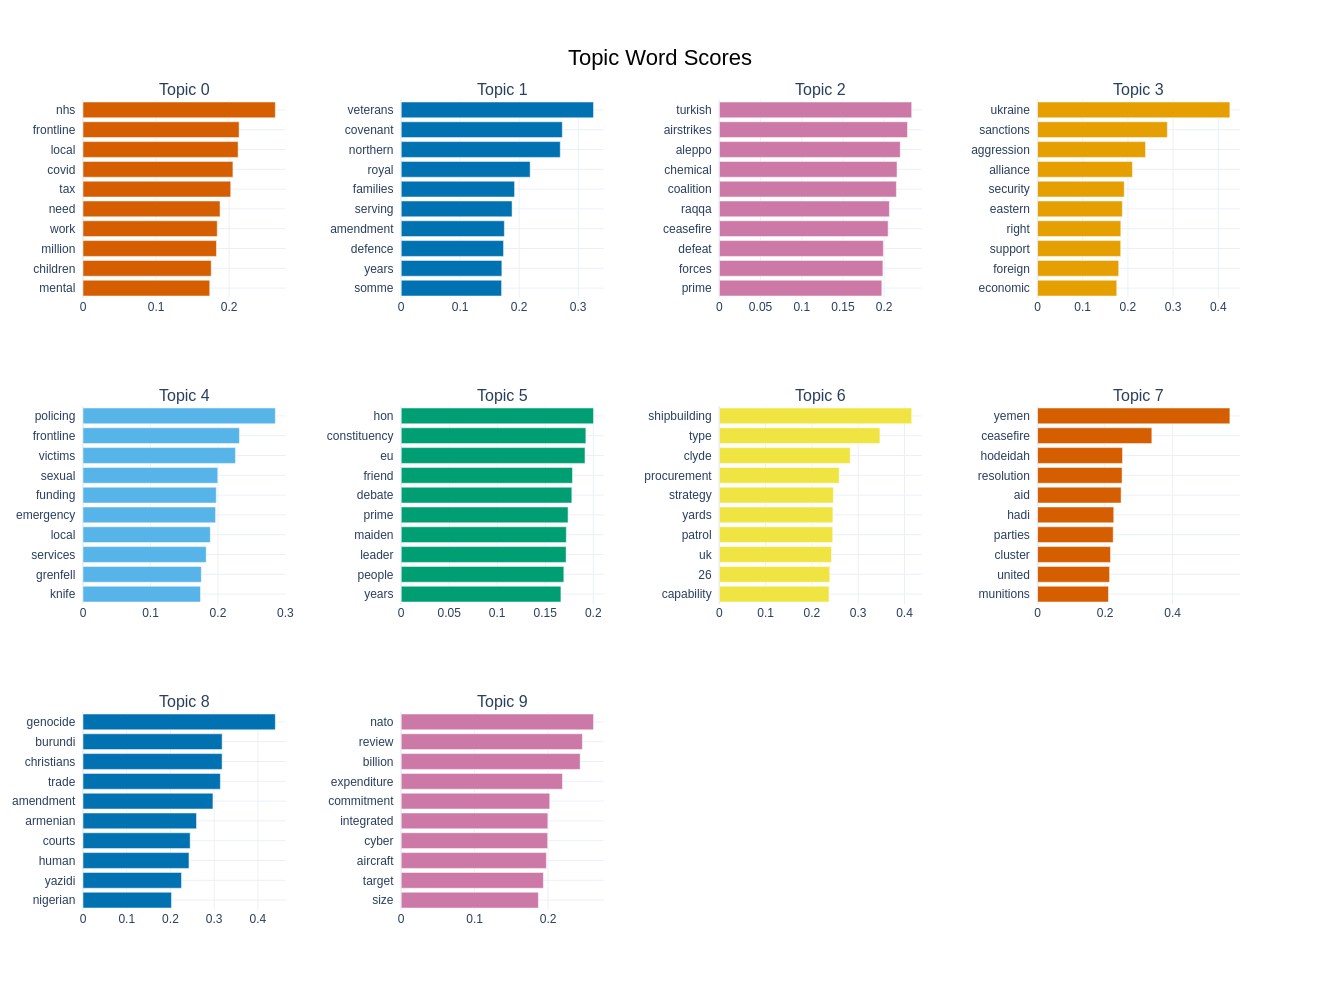 Topic Word Scores
Topic 0
nhs
frontline
local
covid
tax
need
work
million
children
mental
0 0.1 0.2
Topic 1
veterans
covenant
northern
royal
families
serving
amendment
defence
years
somme
0 0.1 0.2 0.3
Topic 2
turkish
airstrikes
aleppo
chemical
coalition
raqqa
ceasefire
defeat
forces
prime
0 0.05 0.1 0.15 0.2
Topic 3
ukraine
sanctions
aggression
alliance
security
eastern
right
support
foreign
economic
0 0.1 0.2 0.3 0.4
Topic 4
policing
frontline
victims
sexual
funding
emergency
local
services
grenfell
knife
0 0.1 0.2 0.3
Topic 5
hon
constituency
eu
friend
debate
prime
maiden
leader
people
years
0 0.05 0.1 0.15 0.2
Topic 6
shipbuilding
type
clyde
procurement
strategy
yards
patrol
uk
26
capability
0 0.1 0.2 0.3 0.4
Topic 7
yemen
ceasefire
hodeidah
resolution
aid
hadi
parties
cluster
united
munitions
0 0.2 0.4
Topic 8
genocide
burundi
christians
trade
amendment
armenian
courts
human
yazidi
nigerian
0 0.1 0.2 0.3 0.4
Topic 9
nato
review
billion
expenditure
commitment
integrated
cyber
aircraft
target
size
0 0.1 0.2